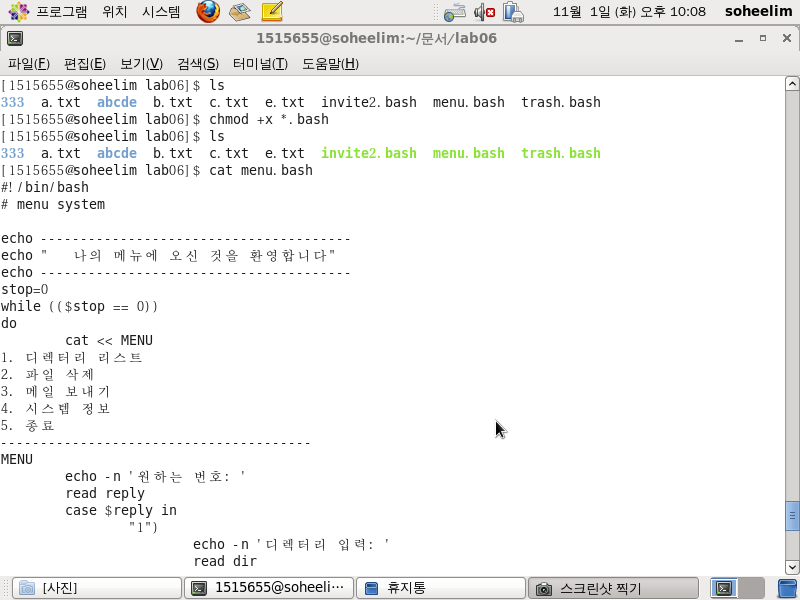 프로그램 위치 시스템 11월 1일 (화) 오후 10:08 soheelim
1515655@soheelim:~/문서/lab06
파일(F) 편집(E) 보기(V) 검색(S) 터미널(T) 도움말(H)
[1515655@soheelim lab06]$ ls
333 a.txt abcde b.txt c.txt e.txt invite2.bash menu.bash trash.bash
[1515655@soheelim lab06]$ chmod +x *.bash
[1515655@soheelim lab06]$ ls
333 a.txt abcde b.txt c.txt e.txt invite2.bash menu.bash trash.bash
[1515655@soheelim lab06]$ cat menu.bash
#!/bin/bash
# menu system
echo ---------------------------------------
echo "   나의 메뉴에 오신 것을 환영합니다"
echo ---------------------------------------
stop=0
while (($stop == 0))
do
        cat << MENU
1. 디렉터리 리스트
2. 파일 삭제
3. 메일 보내기
4. 시스템 정보
5. 종료
---------------------------------------
MENU
        echo -n '원하는 번호: '
        read reply
        case $reply in
                "1")
                        echo -n '디렉터리 입력: '
                        read dir
[사진] 1515655@soheeli··· 휴지통 스크린샷 찍기